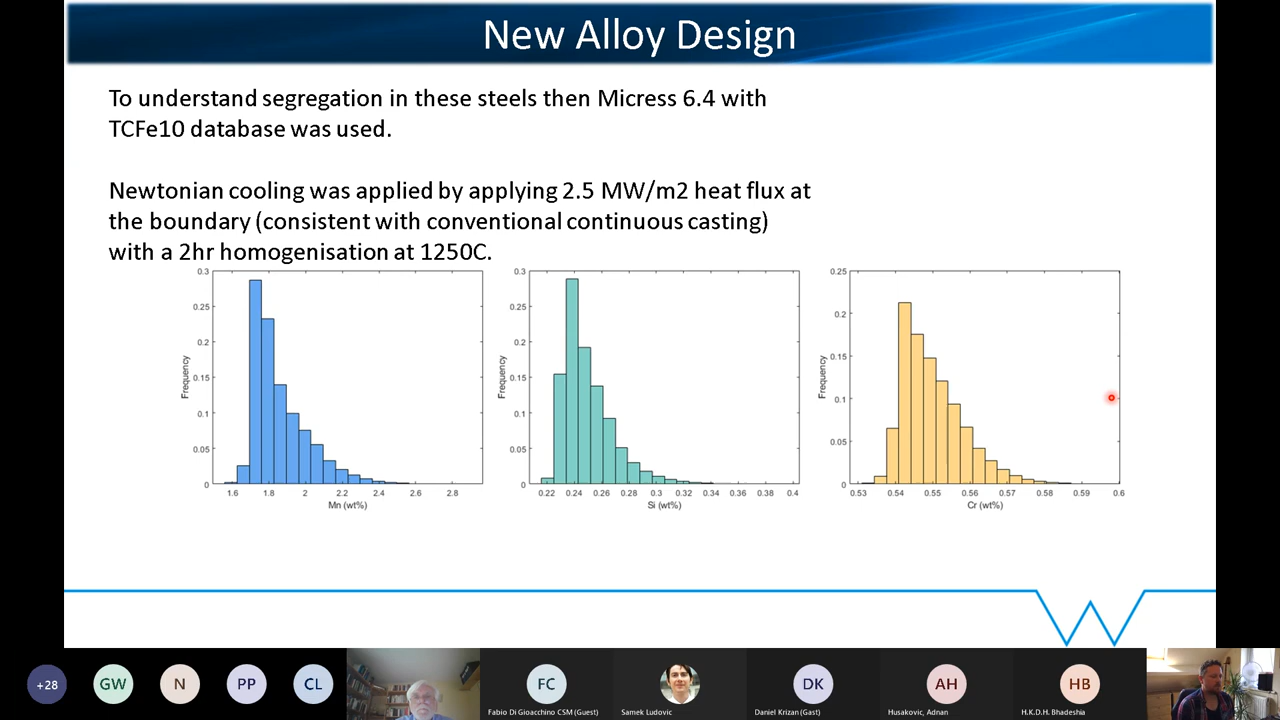 New Alloy Design
To understand segregation in these steels then Micress 6.4 with
TCFe10 database was used.
Newtonian cooling was applied by applying 2.5 MW/m2 heat flux at
the boundary (consistent with conventional continuous casting)
with a 2hr homogenisation at 1250C.
0.3
0.25
0.2
0.15
0.1
0.05
0
Frequency
1.6 1.8 2 2.2 2.4 2.6 2.8
Mn (wt%)
0.3
0.25
0.2
0.15
0.1
0.05
0
Frequency
0.22 0.24 0.26 0.28 0.3 0.32 0.34 0.36 0.38 0.4
Si (wt%)
0.25
0.2
0.15
0.1
0.05
0
Frequency
0.53 0.54 0.55 0.56 0.57 0.58 0.59 0.6
Cr (wt%)
+28 GW N PP CL FC DK AH HB
Fabio Di Gioacchino CSM (Guest) Samek Ludovic Daniel Krizan (Gast) Husakovic, Adnan H.K.D.H. Bhadeshia